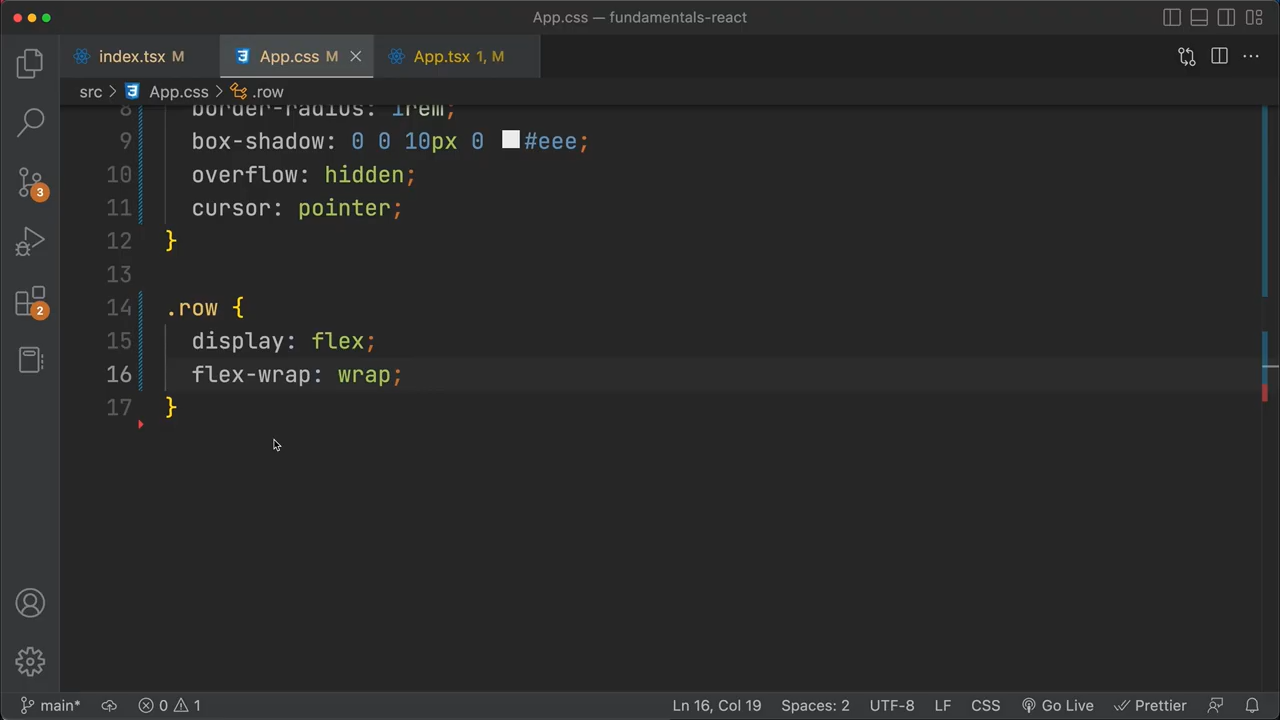 App.css — fundamentals-react
index.tsx M
App.css M
App.tsx 1, M
src > App.css > .row
8 border-radius: 1rem;
9 box-shadow: 0 0 10px 0 #eee;
10 overflow: hidden;
11 cursor: pointer;
12 }
13
14 .row {
15 display: flex;
16 flex-wrap: wrap;
17 }
3
2
main* 0 1 Ln 16, Col 19 Spaces: 2 UTF-8 LF CSS Go Live Prettier